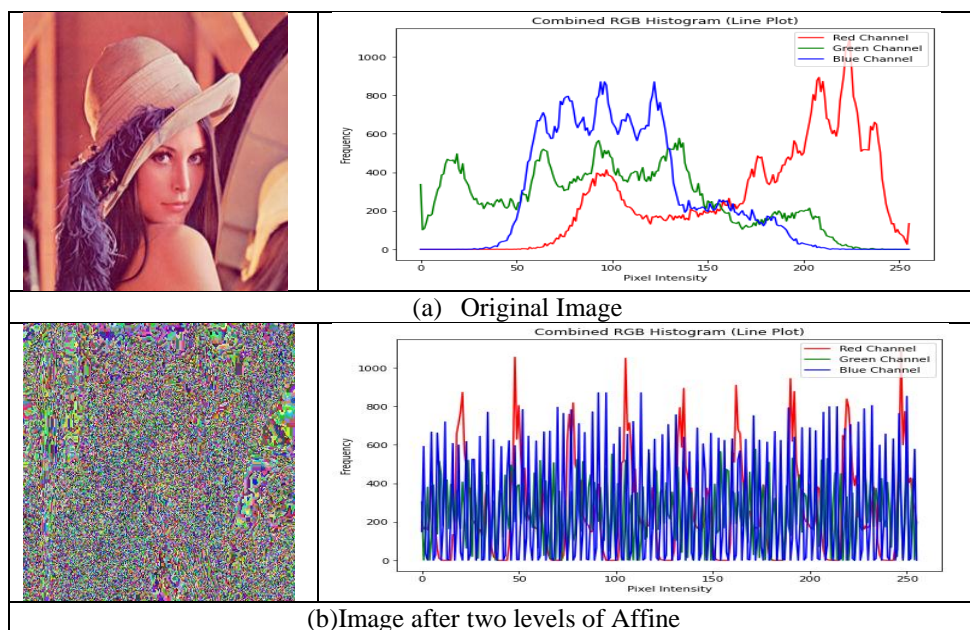 Combined RGB Histogram (Line Plot)
Red Channel
Green Channel
Blue Channel
1000
800
600
400
200
0
Frequency
0 50 100 150 200 250
Pixel Intensity
(a) Original Image
Combined RGB Histogram (Line Plot)
Red Channel
Green Channel
Blue Channel
1000
800
600
400
200
0
Frequency
0 50 100 150 200 250
Pixel Intensity
(b)Image after two levels of Affine